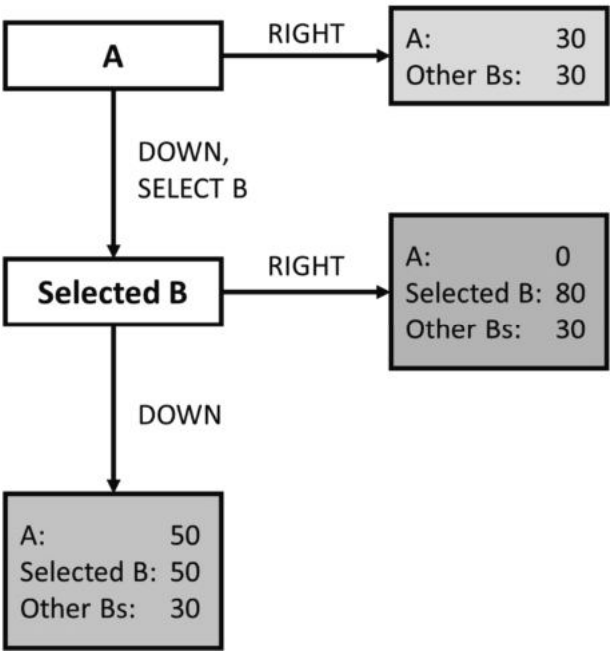 A
RIGHT
A: 30
Other Bs: 30
DOWN,
SELECT B
Selected B
RIGHT
A: 0
Selected B: 80
Other Bs: 30
DOWN
A: 50
Selected B: 50
Other Bs: 30